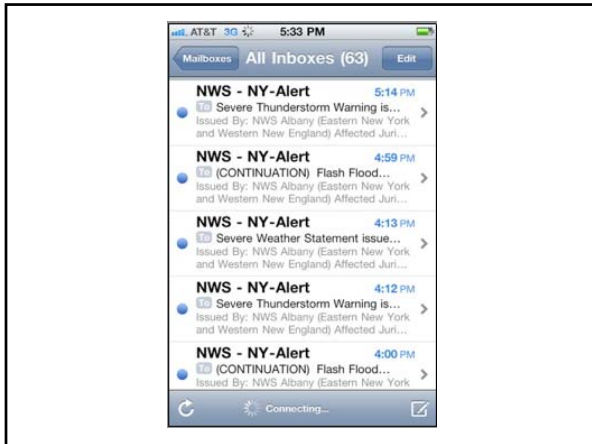 AT&T 3G 5:33 PM
Mailboxes All Inboxes (63) Edit
NWS - NY-Alert 5:14 PM
To Severe Thunderstorm Warning is...
Issued By: NWS Albany (Eastern New York
and Western New England) Affected Juri...
NWS - NY-Alert 4:59 PM
To (CONTINUATION) Flash Flood...
Issued By: NWS Albany (Eastern New York
and Western New England) Affected Juri...
NWS - NY-Alert 4:13 PM
To Severe Weather Statement issue...
Issued By: NWS Albany (Eastern New York
and Western New England) Affected Juri...
NWS - NY-Alert 4:12 PM
To Severe Thunderstorm Warning is...
Issued By: NWS Albany (Eastern New York
and Western New England) Affected Juri...
NWS - NY-Alert 4:00 PM
To (CONTINUATION) Flash Flood...
Issued By: NWS Albany (Eastern New York
Connecting...